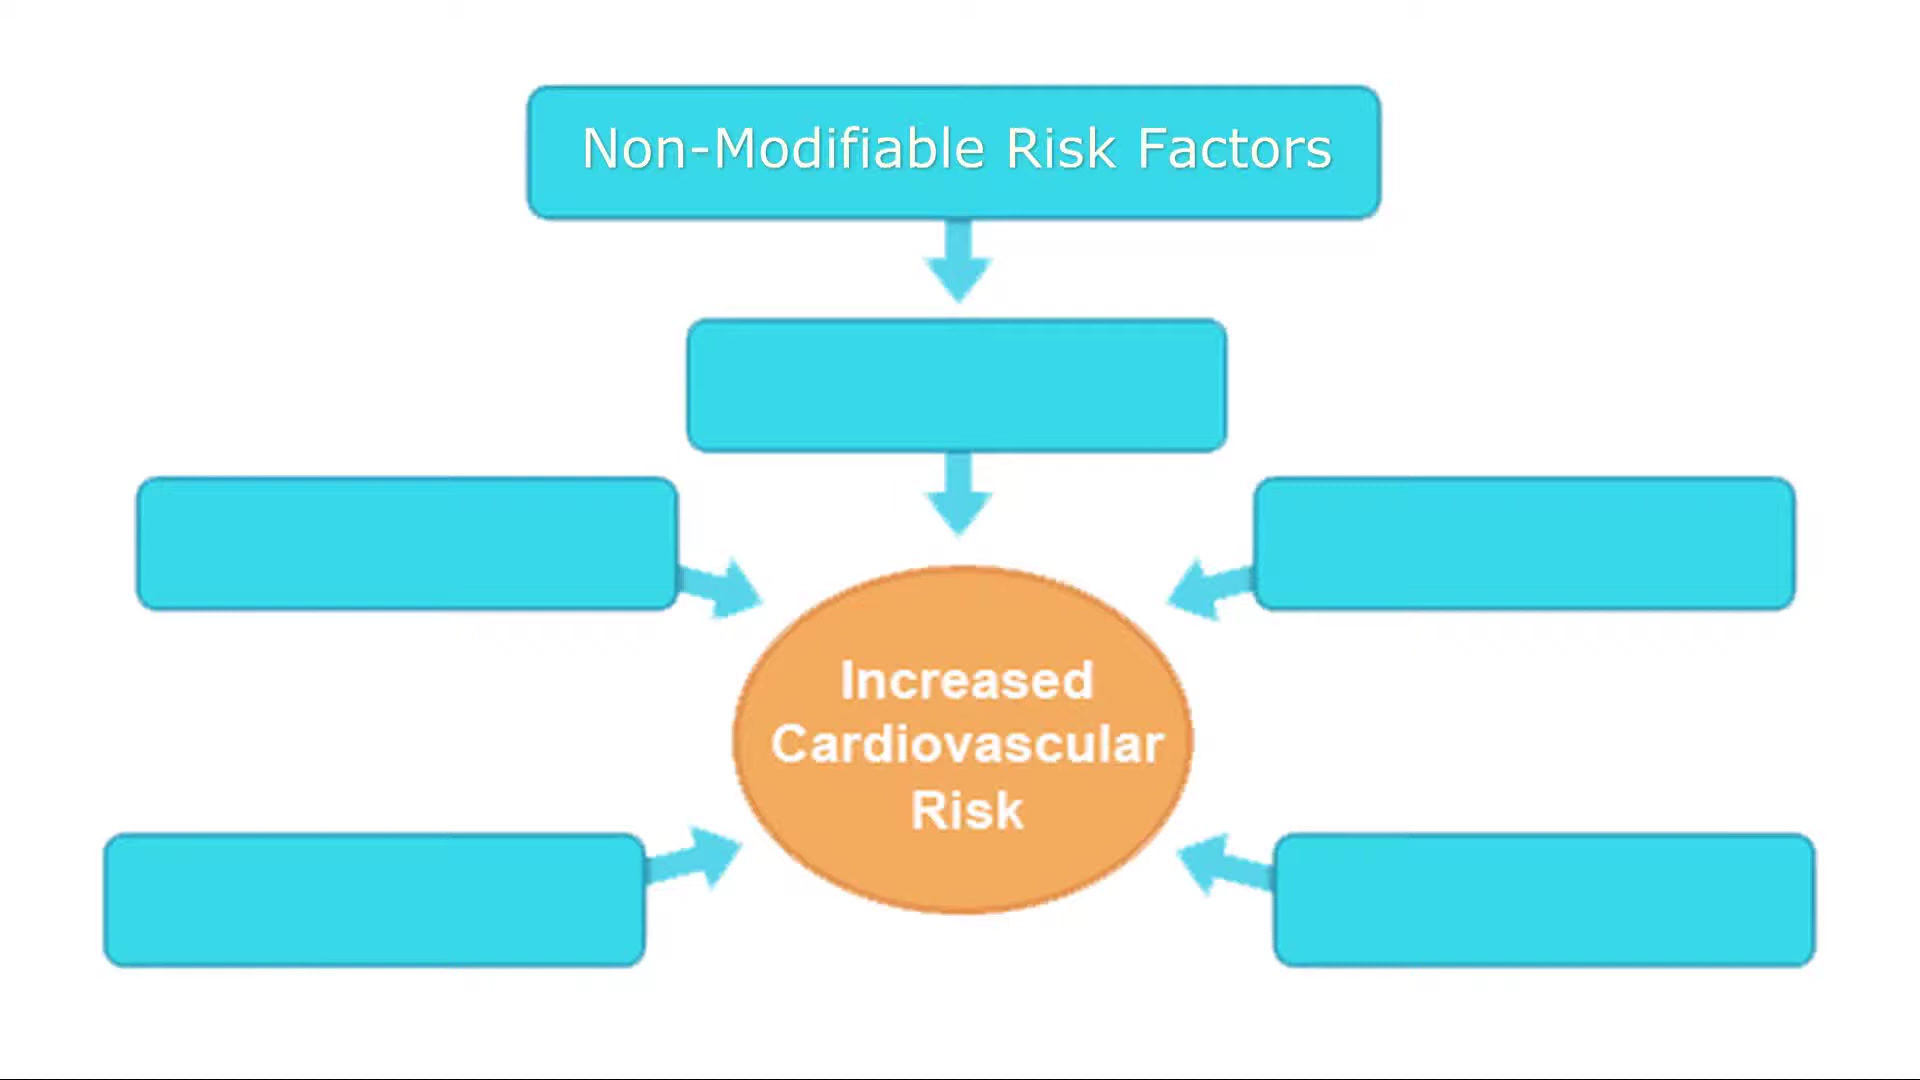 Non-Modifiable Risk Factors
Increased
Cardiovascular
Risk